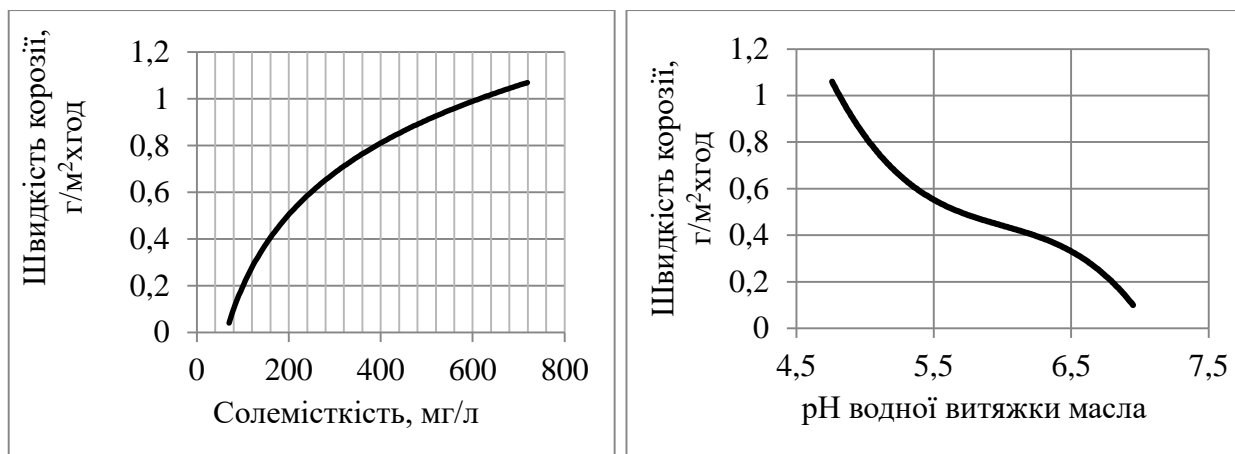 Швидкість корозії,
г/м²хгод
1,2
1
0,8
0,6
0,4
0,2
0
0 200 400 600 800
Солемісткість, мг/л
Швидкість корозії,
г/м²хгод
1,2
1
0,8
0,6
0,4
0,2
0
4,5 5,5 6,5 7,5
рН водної витяжки масла